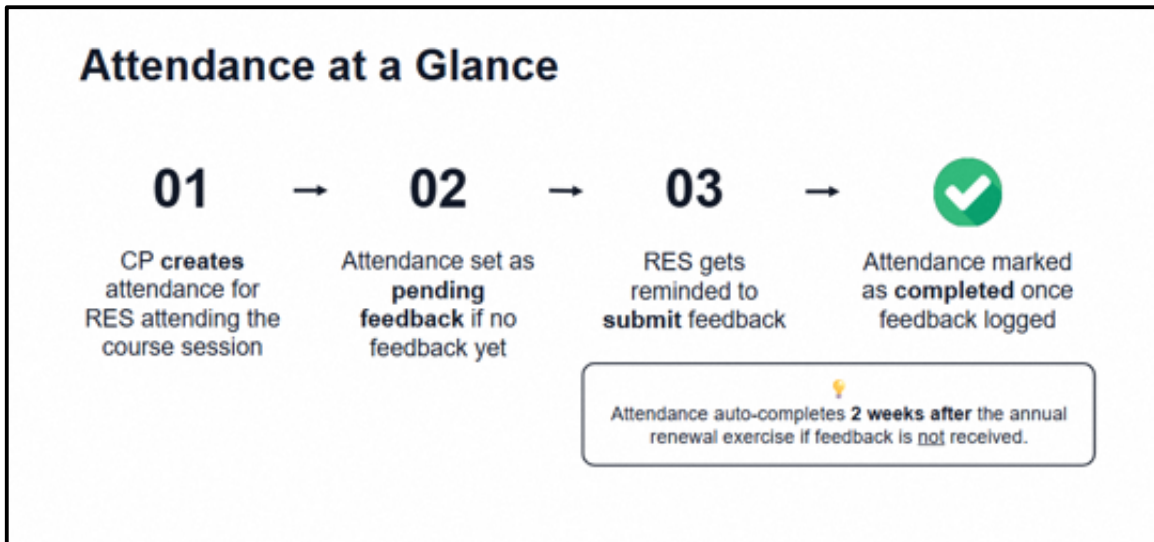 Attendance at a Glance
01 → 02 → 03 →
CP creates
attendance for
RES attending the
course session
Attendance set as
pending
feedback if no
feedback yet
RES gets
reminded to
submit feedback
Attendance marked
as completed once
feedback logged
Attendance auto-completes 2 weeks after the annual
renewal exercise if feedback is not received.